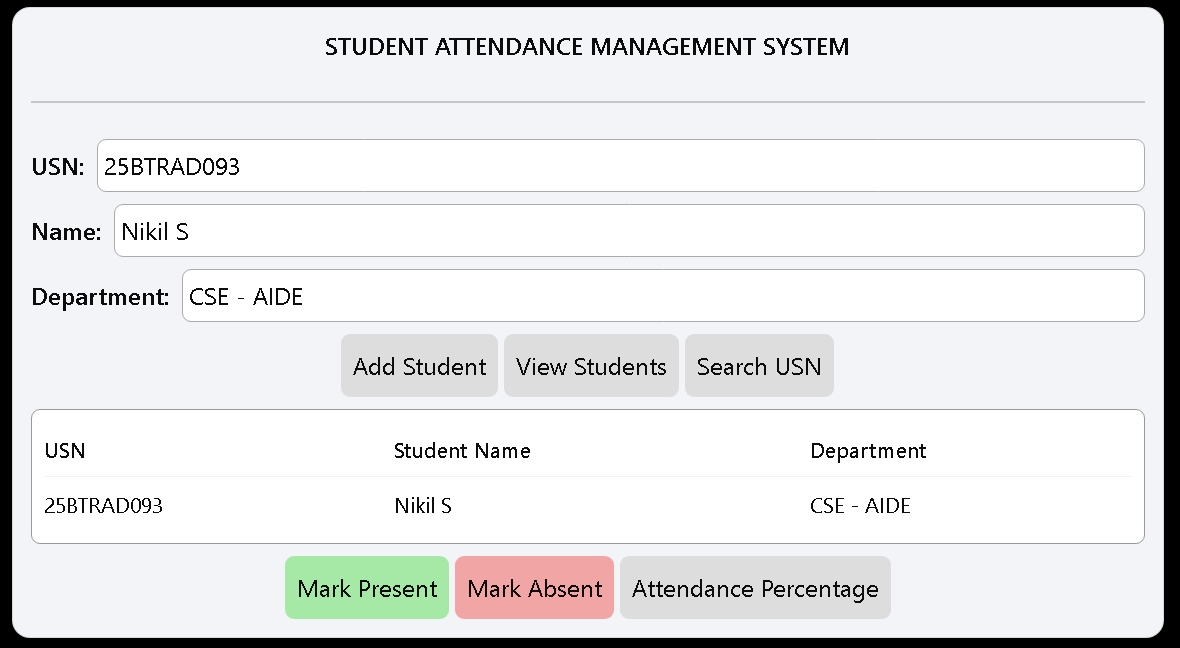 STUDENT ATTENDANCE MANAGEMENT SYSTEM
USN: 25BTRAD093
Name: Nikil S
Department: CSE - AIDE
Add Student View Students Search USN
USN Student Name Department
25BTRAD093 Nikil S CSE - AIDE
Mark Present Mark Absent Attendance Percentage